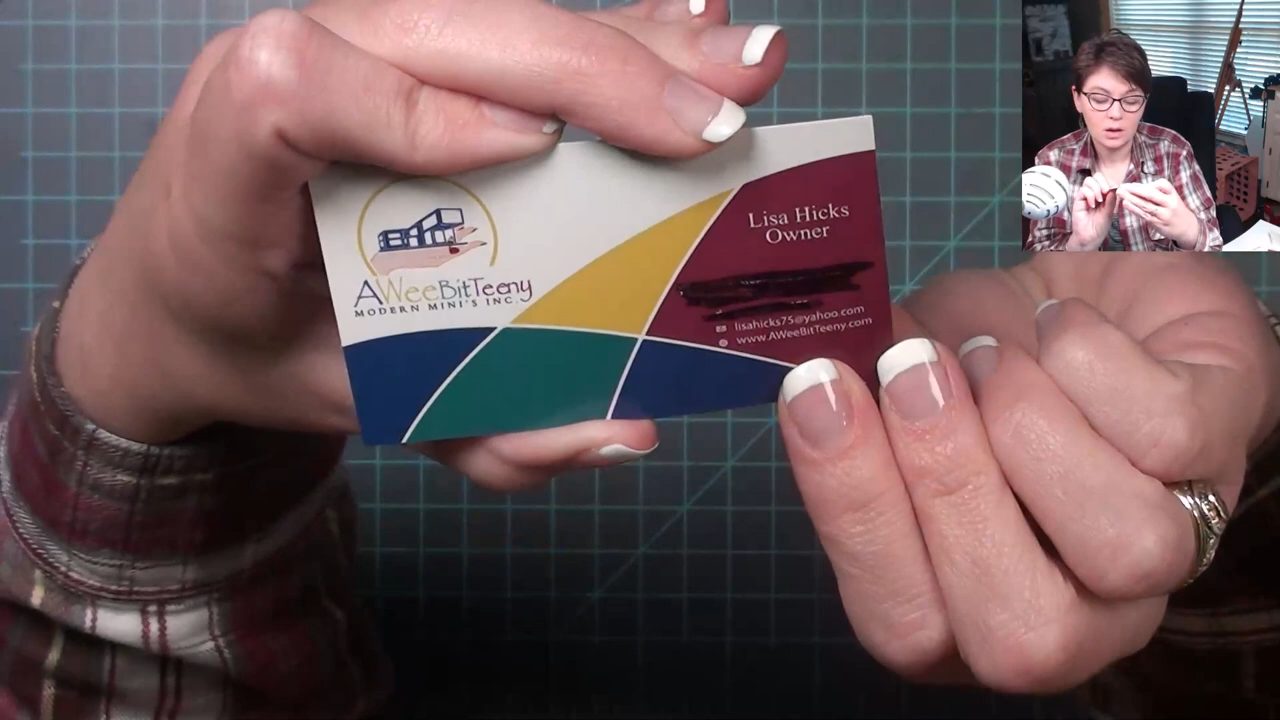 AWeeBitTeeny
MODERN MINI'S INC.
Lisa Hicks
Owner
lisahicks75@yahoo.com
www.AWeeBitTeeny.com